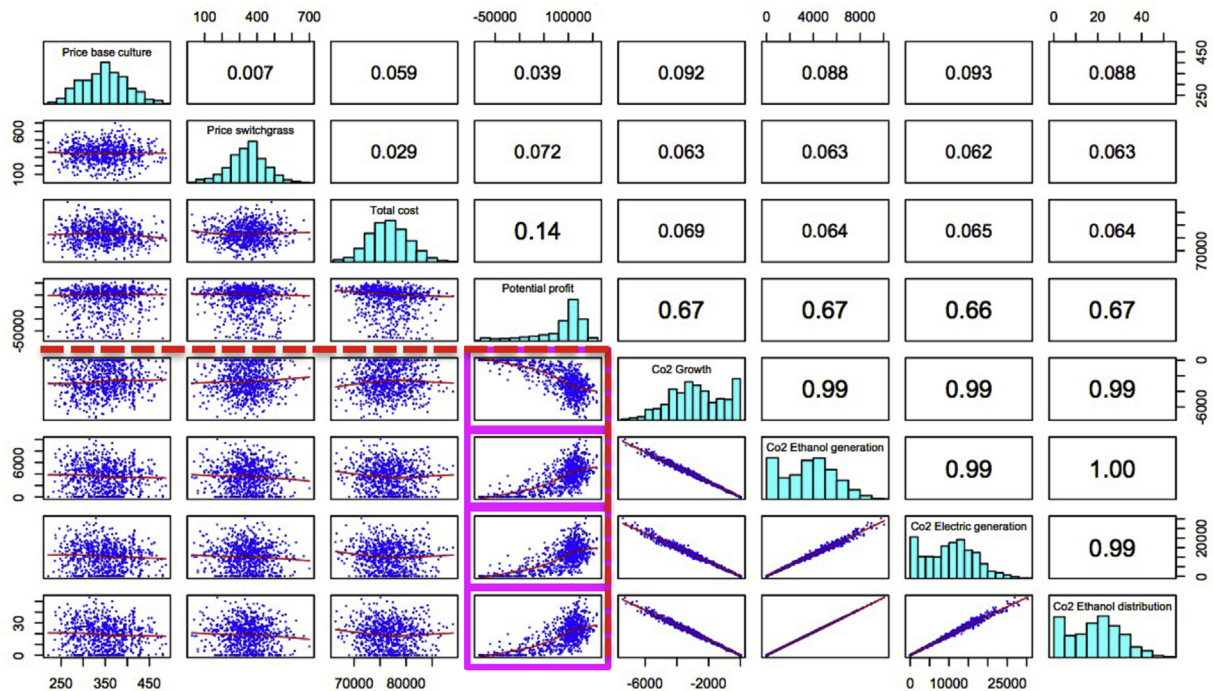 100 400 700 -50000 100000 0 4000 8000 0 20 40
Price base culture 0.007 0.059 0.039 0.092 0.088 0.093 0.088 250 450
100 600 Price switchgrass 0.029 0.072 0.063 0.063 0.062 0.063
Total cost 0.14 0.069 0.064 0.065 0.064 70000
-50000 Potential profit 0.67 0.67 0.66 0.67
Co2 Growth 0.99 0.99 0.99 -6000 0
0 6000 Co2 Ethanol generation 0.99 1.00
Co2 Electric generation 0.99 0 20000
0 30 Co2 Ethanol distribution
250 350 450 70000 80000 -6000 -2000 0 10000 25000